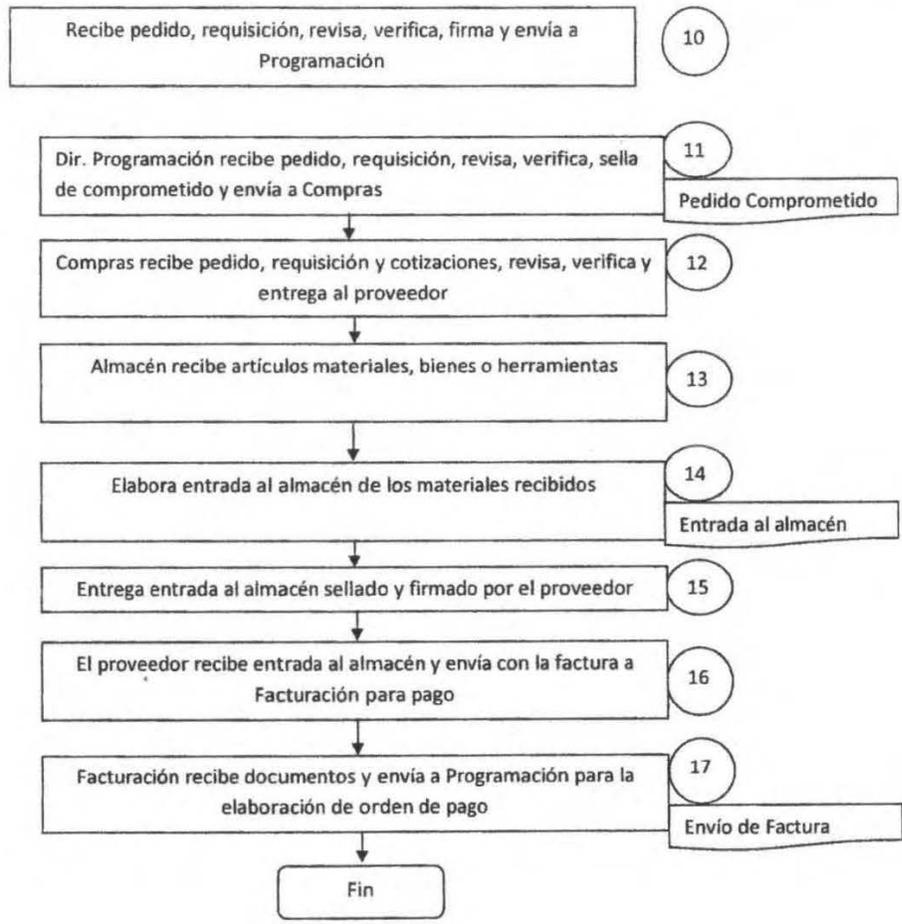 Recibe pedido, requisición, revisa, verifica, firma y envía a
Programación
10
Dir. Programación recibe pedido, requisición, revisa, verifica, sella
de comprometido y envía a Compras
11
Pedido Comprometido
Compras recibe pedido, requisición y cotizaciones, revisa, verifica y
entrega al proveedor
12
Almacén recibe artículos materiales, bienes o herramientas
13
Elabora entrada al almacén de los materiales recibidos
14
Entrada al almacén
Entrega entrada al almacén sellado y firmado por el proveedor
15
El proveedor recibe entrada al almacén y envía con la factura a
Facturación para pago
16
Facturación recibe documentos y envía a Programación para la
elaboración de orden de pago
17
Envío de Factura
Fin